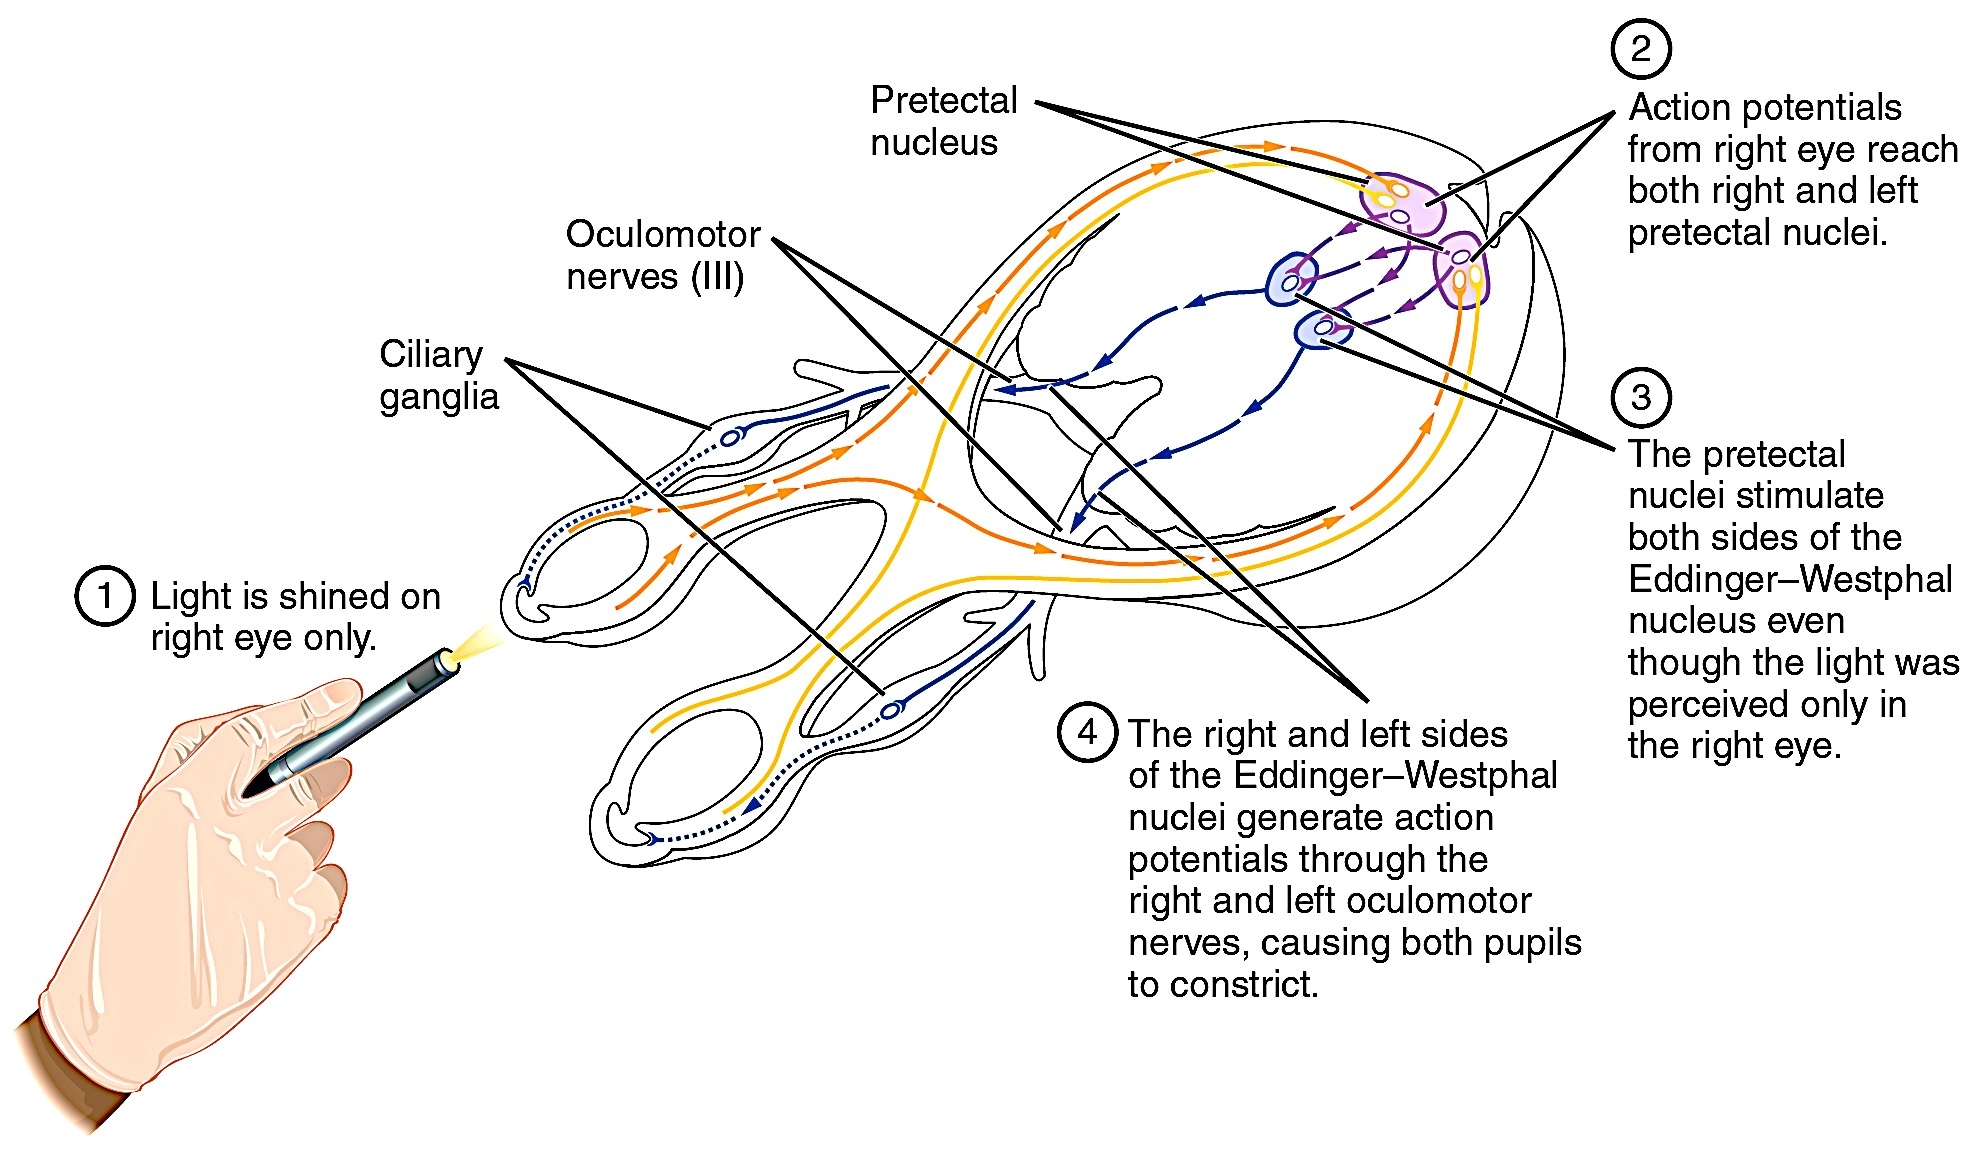 Pretectal
nucleus
Oculomotor
nerves (III)
Ciliary
ganglia
1
Light is shined on
right eye only.
2
Action potentials
from right eye reach
both right and left
pretectal nuclei.
3
The pretectal
nuclei stimulate
both sides of the
Eddinger–Westphal
nucleus even
though the light was
perceived only in
the right eye.
4
The right and left sides
of the Eddinger–Westphal
nuclei generate action
potentials through the
right and left oculomotor
nerves, causing both pupils
to constrict.